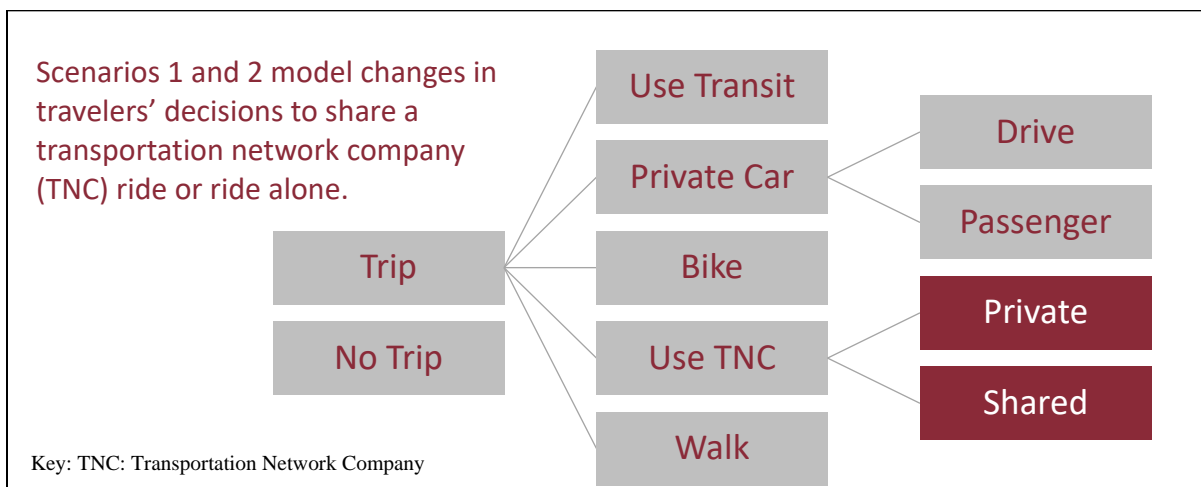 Scenarios 1 and 2 model changes in
travelers’ decisions to share a
transportation network company
(TNC) ride or ride alone.
Trip
No Trip
Use Transit
Private Car
Bike
Use TNC
Walk
Drive
Passenger
Private
Shared
Key: TNC: Transportation Network Company